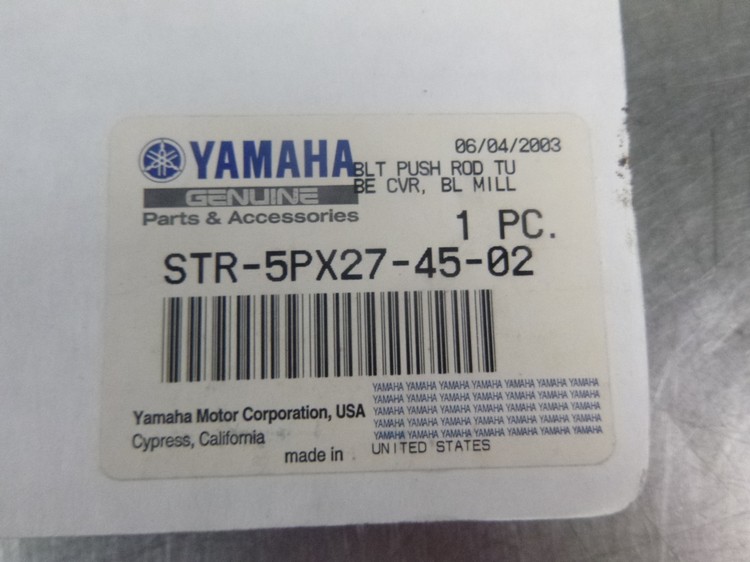 06/04/2003
YAMAHA
BLT PUSH ROD TU
BE CVR, BL MILL
GENUINE
Parts & Accessories
1 PC.
STR-5PX27-45-02
YAMAHA YAMAHA YAMAHA YAMAHA YAMAHA YAMAHA YAMAHA
YAMAHA YAMAHA YAMAHA YAMAHA YAMAHA YAMAHA YAMAHA
YAMAHA YAMAHA YAMAHA YAMAHA YAMAHA YAMAHA YAMAHA
YAMAHA YAMAHA YAMAHA YAMAHA YAMAHA YAMAHA YAMAHA
YAMAHA YAMAHA YAMAHA YAMAHA YAMAHA YAMAHA YAMAHA
Yamaha Motor Corporation, USA
Cypress, California
made in UNITED STATES